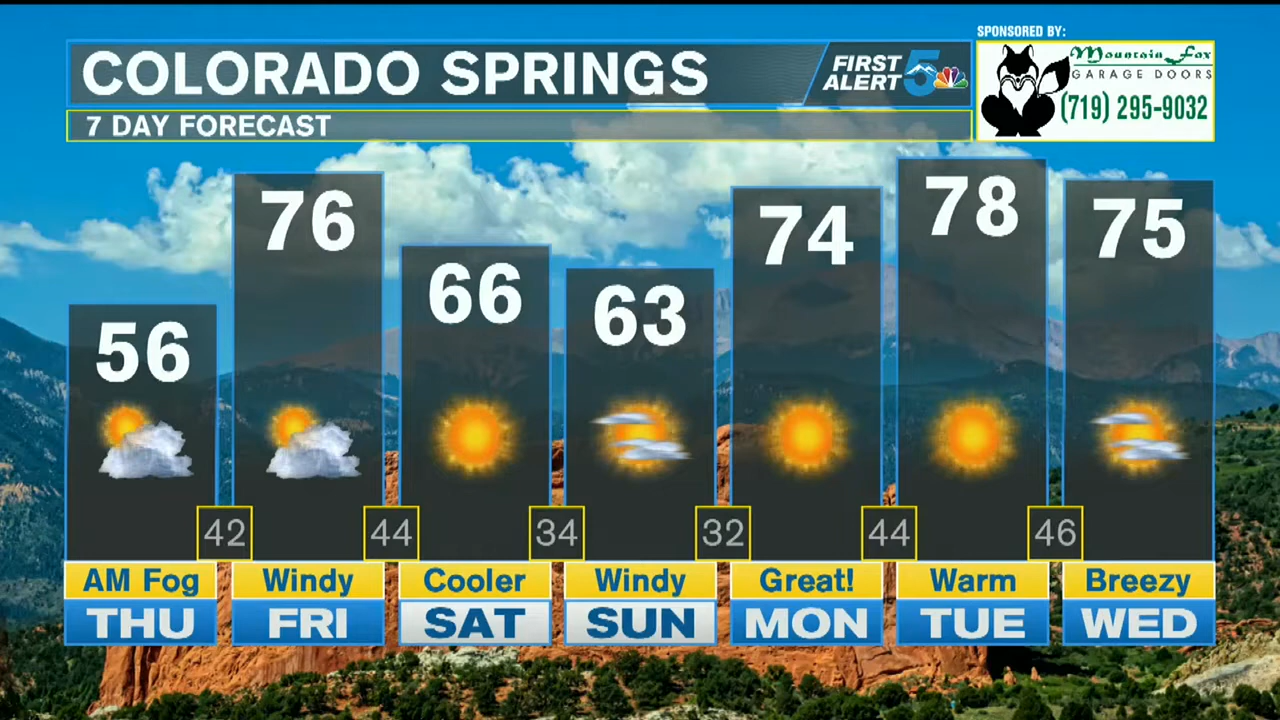 SPONSORED BY:
COLORADO SPRINGS
FIRST ALERT 5
Mountain Fox
GARAGE DOORS
(719) 295-9032
7 DAY FORECAST
56
76
66
63
74
78
75
42
44
34
32
44
46
AM Fog
Windy
Cooler
Windy
Great!
Warm
Breezy
THU
FRI
SAT
SUN
MON
TUE
WED